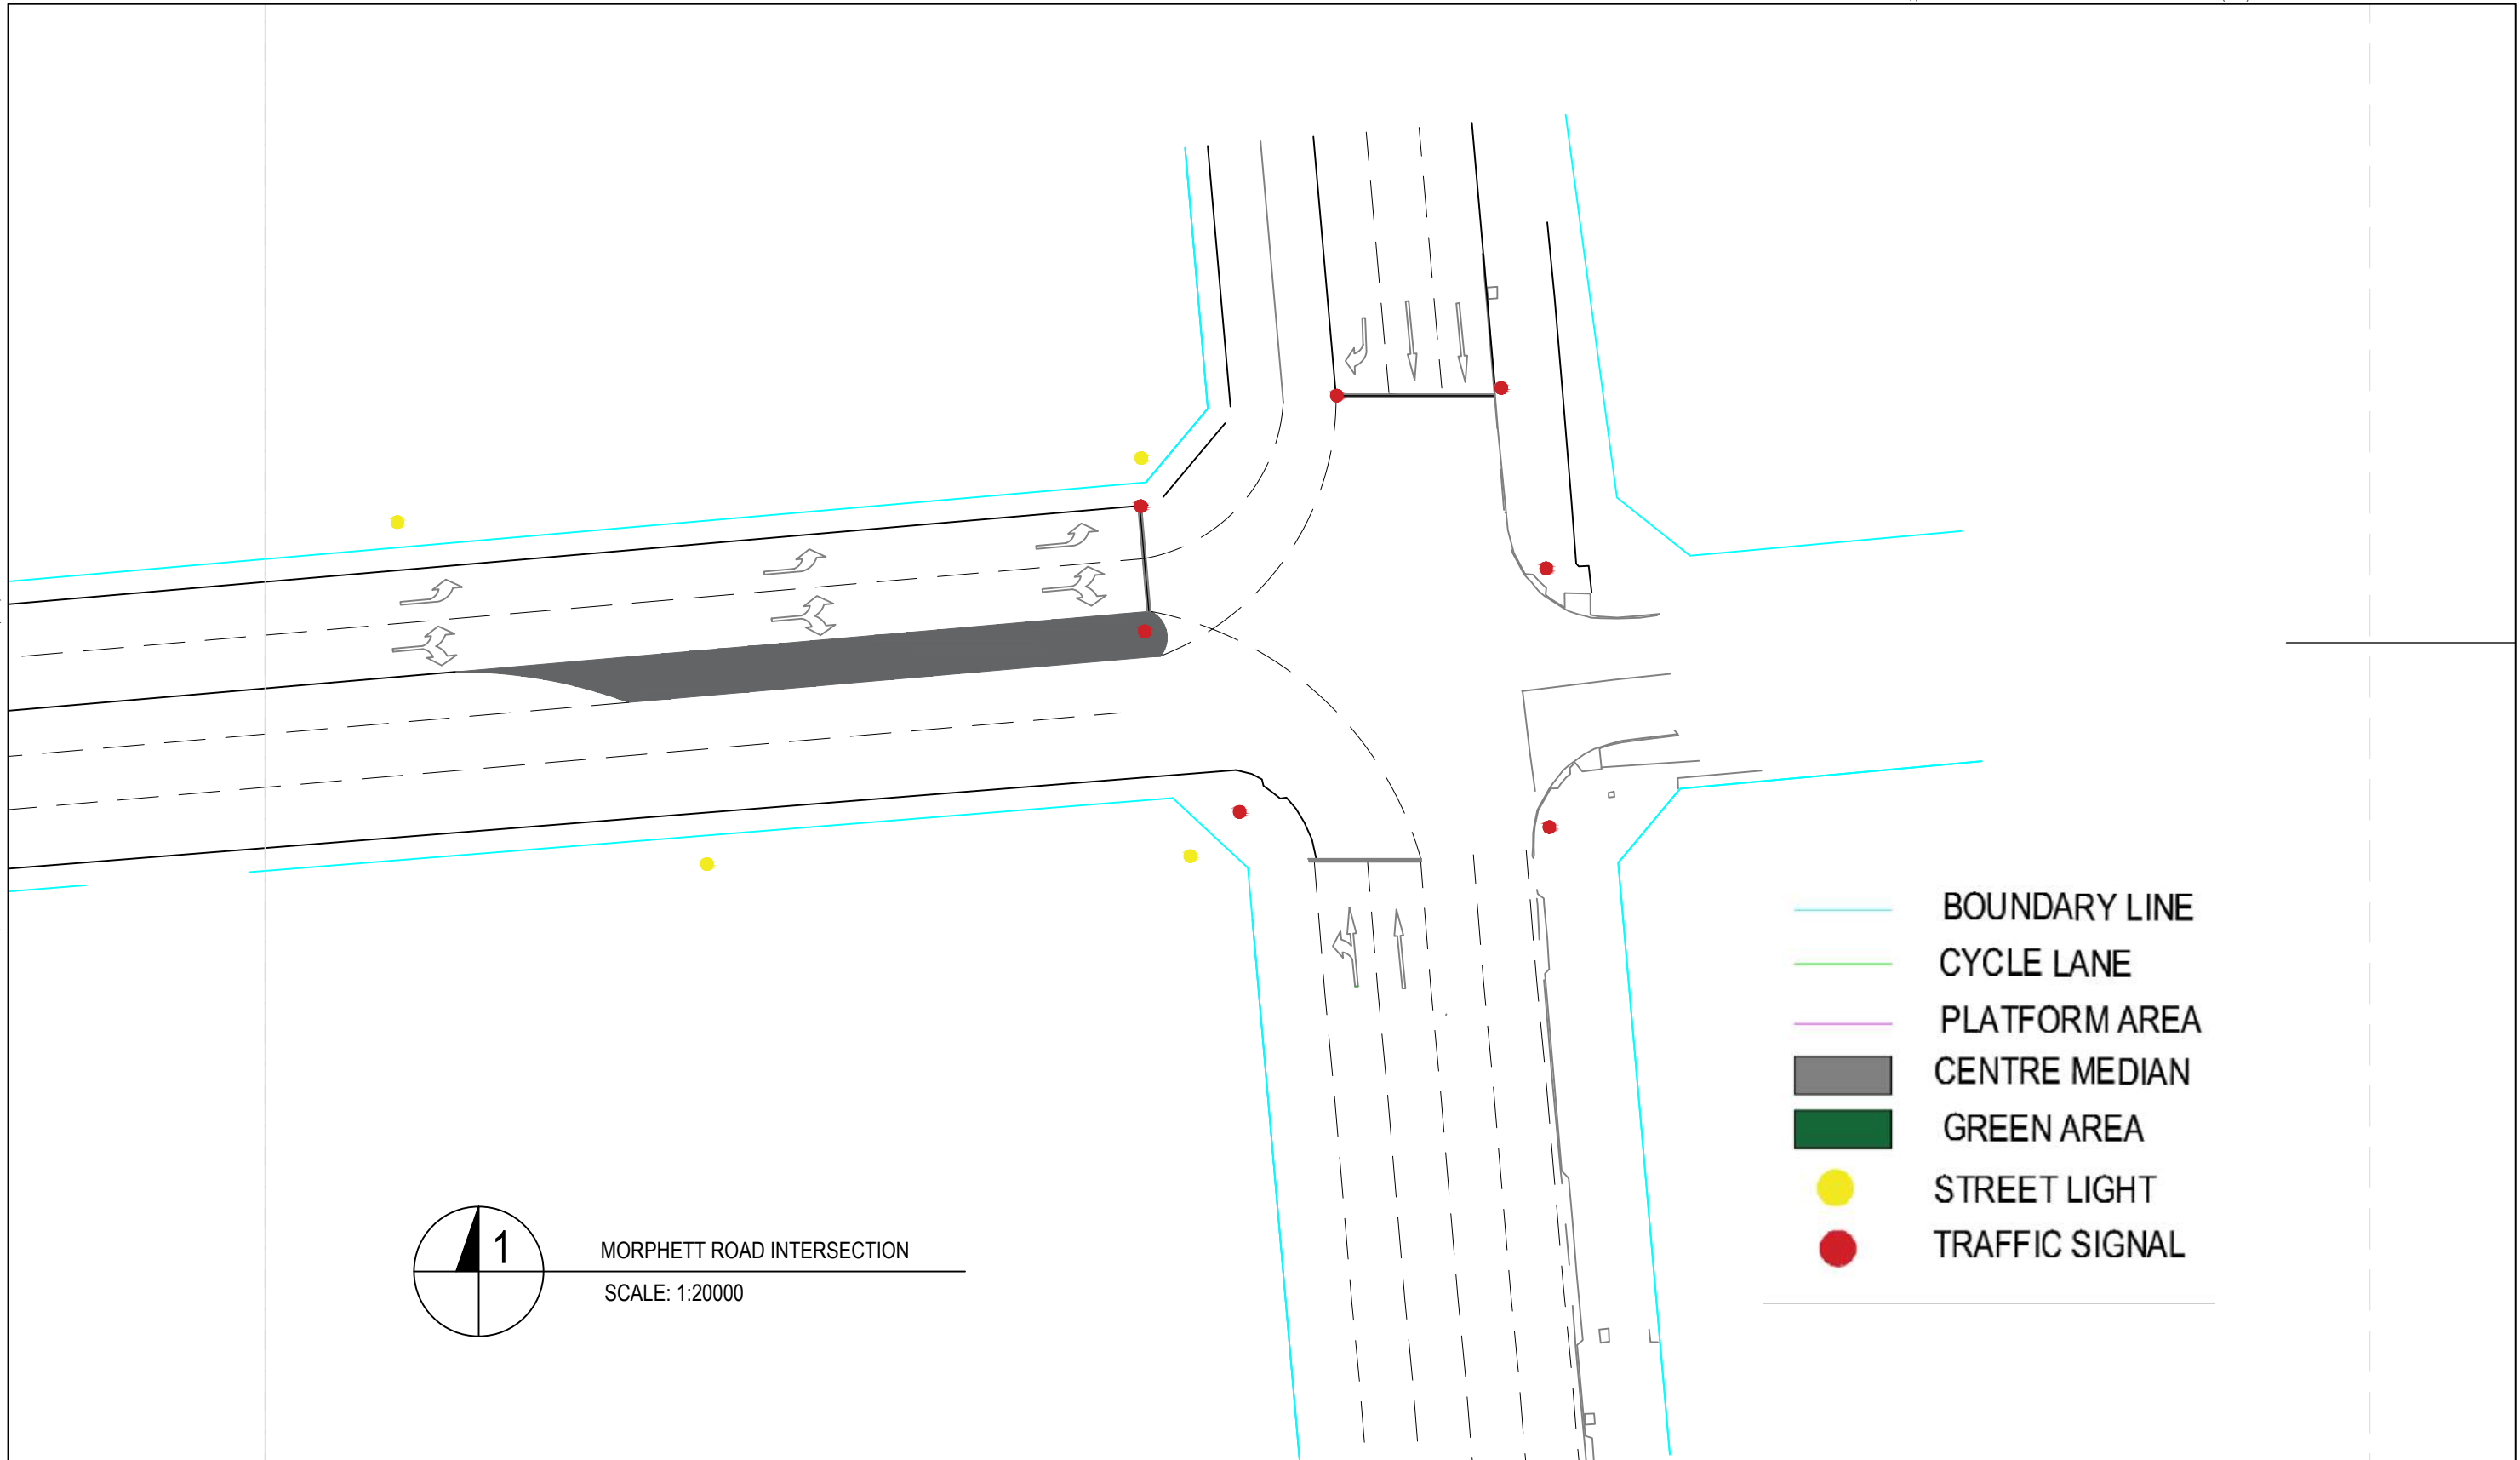 BOUNDARY LINE
CYCLE LANE
PLATFORM AREA
CENTRE MEDIAN
GREEN AREA
STREET LIGHT
TRAFFIC SIGNAL
1
MORPHETT ROAD INTERSECTION
SCALE: 1:20000